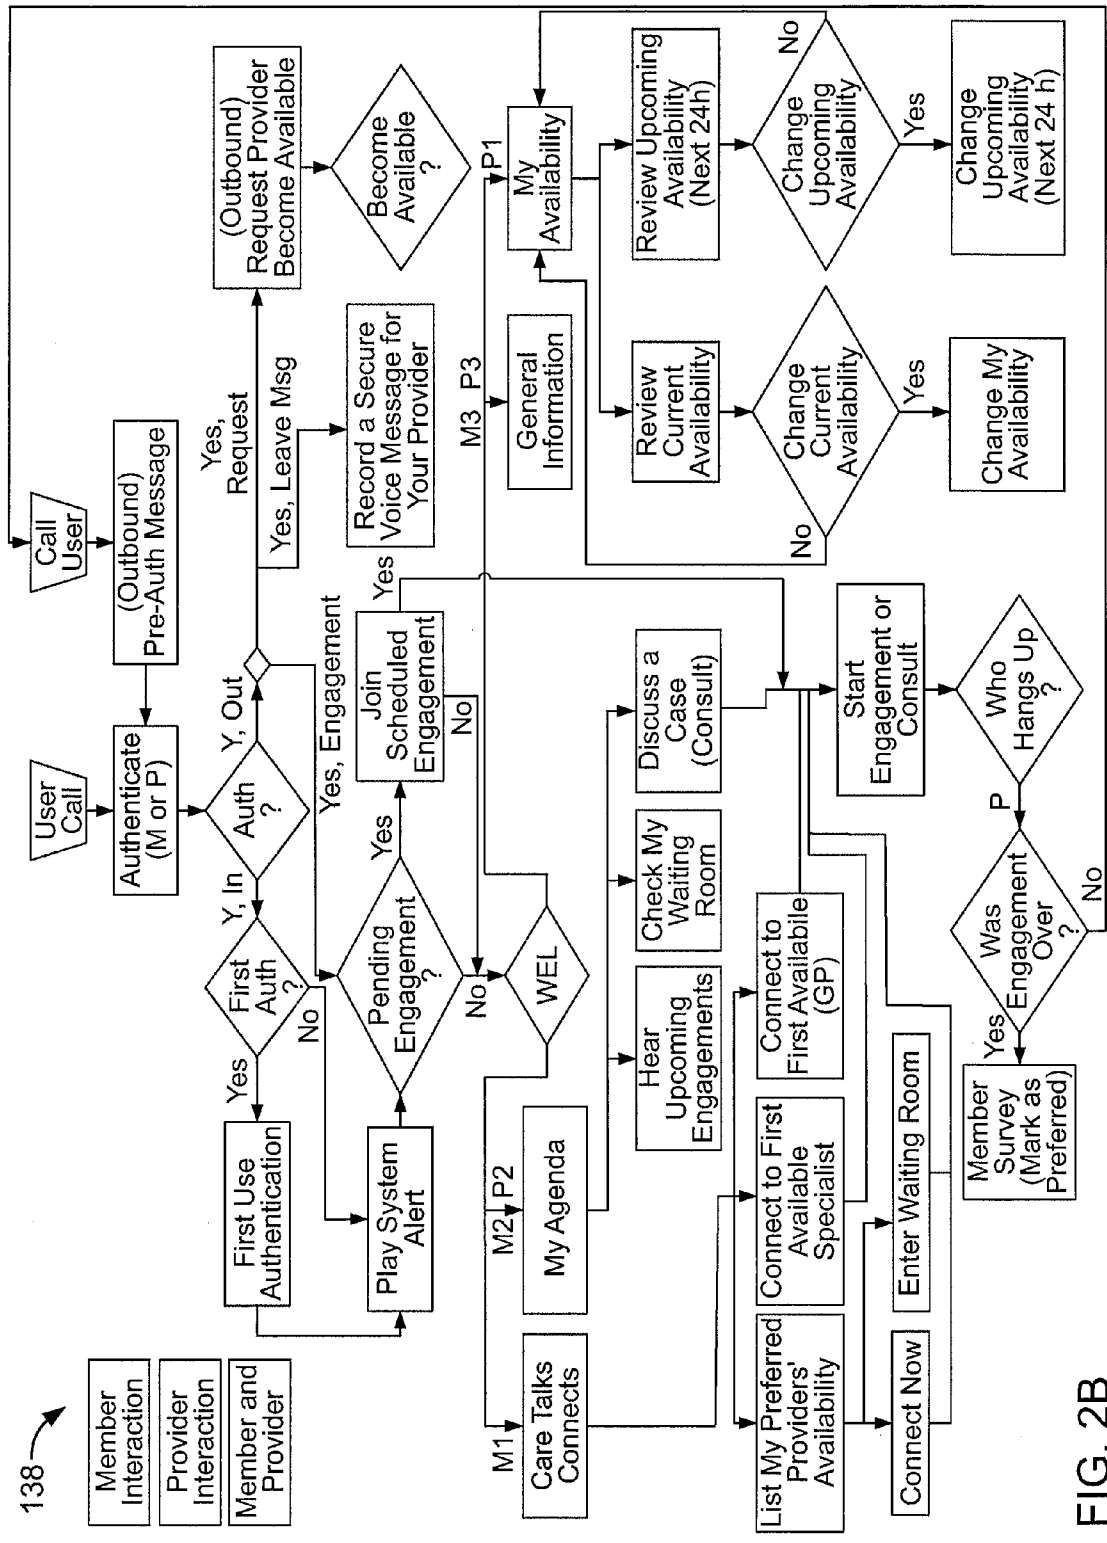 138
Member
Interaction
Provider
Interaction
Member and
Provider
User
Call
Call
User
Authenticate
(M or P)
(Outbound)
Pre-Auth Message
First
Auth
?
Y, In
Auth
?
Y, Out
Yes,
Request
(Outbound)
Request Provider
Become Available
Yes
No
First Use
Authentication
Yes, Engagement
Yes, Leave Msg
Record a Secure
Voice Message for
Your Provider
Become
Available
?
Play System
Alert
Pending
Engagement
?
Yes
Join
Scheduled
Engagement
Yes
No
No
WEL
M1
M2 P2
M3 P3
P1
Care Talks
Connects
My Agenda
General
Information
My
Availability
Hear
Upcoming
Engagements
Check My
Waiting
Room
Discuss a
Case
(Consult)
Review
Current
Availability
Review Upcoming
Availability
(Next 24h)
List My Preferred
Providers'
Availability
Connect to First
Available
Specialist
Connect to
First Availabile
(GP)
No
Change
Current
Availability
?
No
Change
Upcoming
Availability
?
Connect Now
Enter Waiting Room
Start
Engagement or
Consult
Yes
Yes
Change My
Availability
Change
Upcoming
Availability
(Next 24 h)
Member
Survey
(Mark as
Preferred)
Yes
Was
Engagement
Over
?
P
Who
Hangs Up
?
No
FIG. 2B